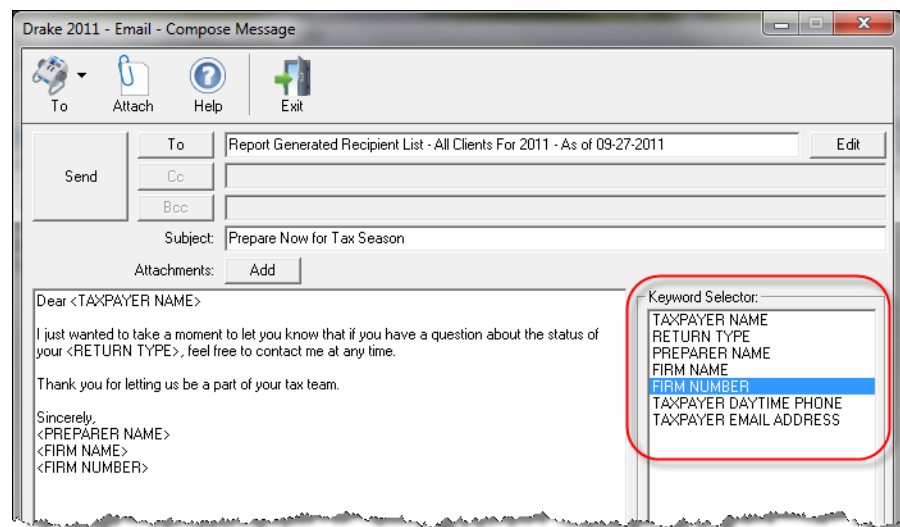 Drake 2011 - Email - Compose Message
To Attach Help Exit
To Report Generated Recipient List - All Clients For 2011 - As of 09-27-2011 Edit
Send
Cc
Bcc
Subject: Prepare Now for Tax Season
Attachments: Add
Dear <TAXPAYER NAME>
I just wanted to take a moment to let you know that if you have a question about the status of
your <RETURN TYPE>, feel free to contact me at any time.
Thank you for letting us be a part of your tax team.
Sincerely,
<PREPARER NAME>
<FIRM NAME>
<FIRM NUMBER>
Keyword Selector:
TAXPAYER NAME
RETURN TYPE
PREPARER NAME
FIRM NAME
FIRM NUMBER
TAXPAYER DAYTIME PHONE
TAXPAYER EMAIL ADDRESS